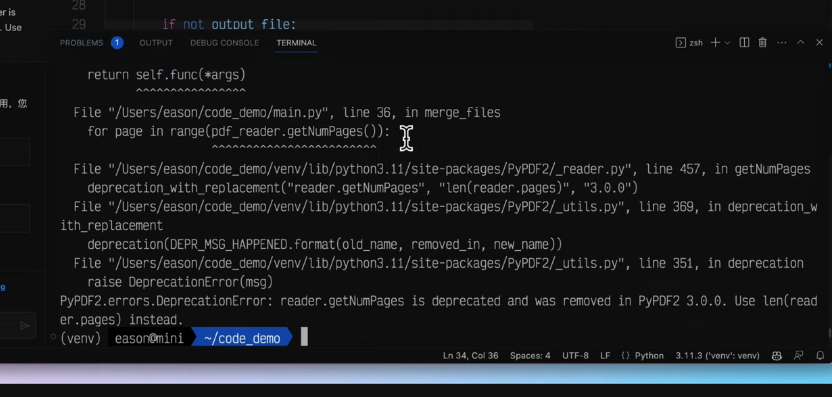 er is
. Use
用，您
g
28
29 if not output_file:
PROBLEMS 1 OUTPUT DEBUG CONSOLE TERMINAL zsh
return self.func(*args)
^^^^^^^^^^^^^^^^
File "/Users/eason/code_demo/main.py", line 36, in merge_files
for page in range(pdf_reader.getNumPages()):
^^^^^^^^^^^^^^^^^^^^^^^^
File "/Users/eason/code_demo/venv/lib/python3.11/site-packages/PyPDF2/_reader.py", line 457, in getNumPages
deprecation_with_replacement("reader.getNumPages", "len(reader.pages)", "3.0.0")
File "/Users/eason/code_demo/venv/lib/python3.11/site-packages/PyPDF2/_utils.py", line 369, in deprecation_w
ith_replacement
deprecation(DEPR_MSG_HAPPENED.format(old_name, removed_in, new_name))
File "/Users/eason/code_demo/venv/lib/python3.11/site-packages/PyPDF2/_utils.py", line 351, in deprecation
raise DeprecationError(msg)
PyPDF2.errors.DeprecationError: reader.getNumPages is deprecated and was removed in PyPDF2 3.0.0. Use len(read
er.pages) instead.
(venv) eason@mini ~/code_demo
Ln 34, Col 36 Spaces: 4 UTF-8 LF {} Python 3.11.3 ('venv': venv)